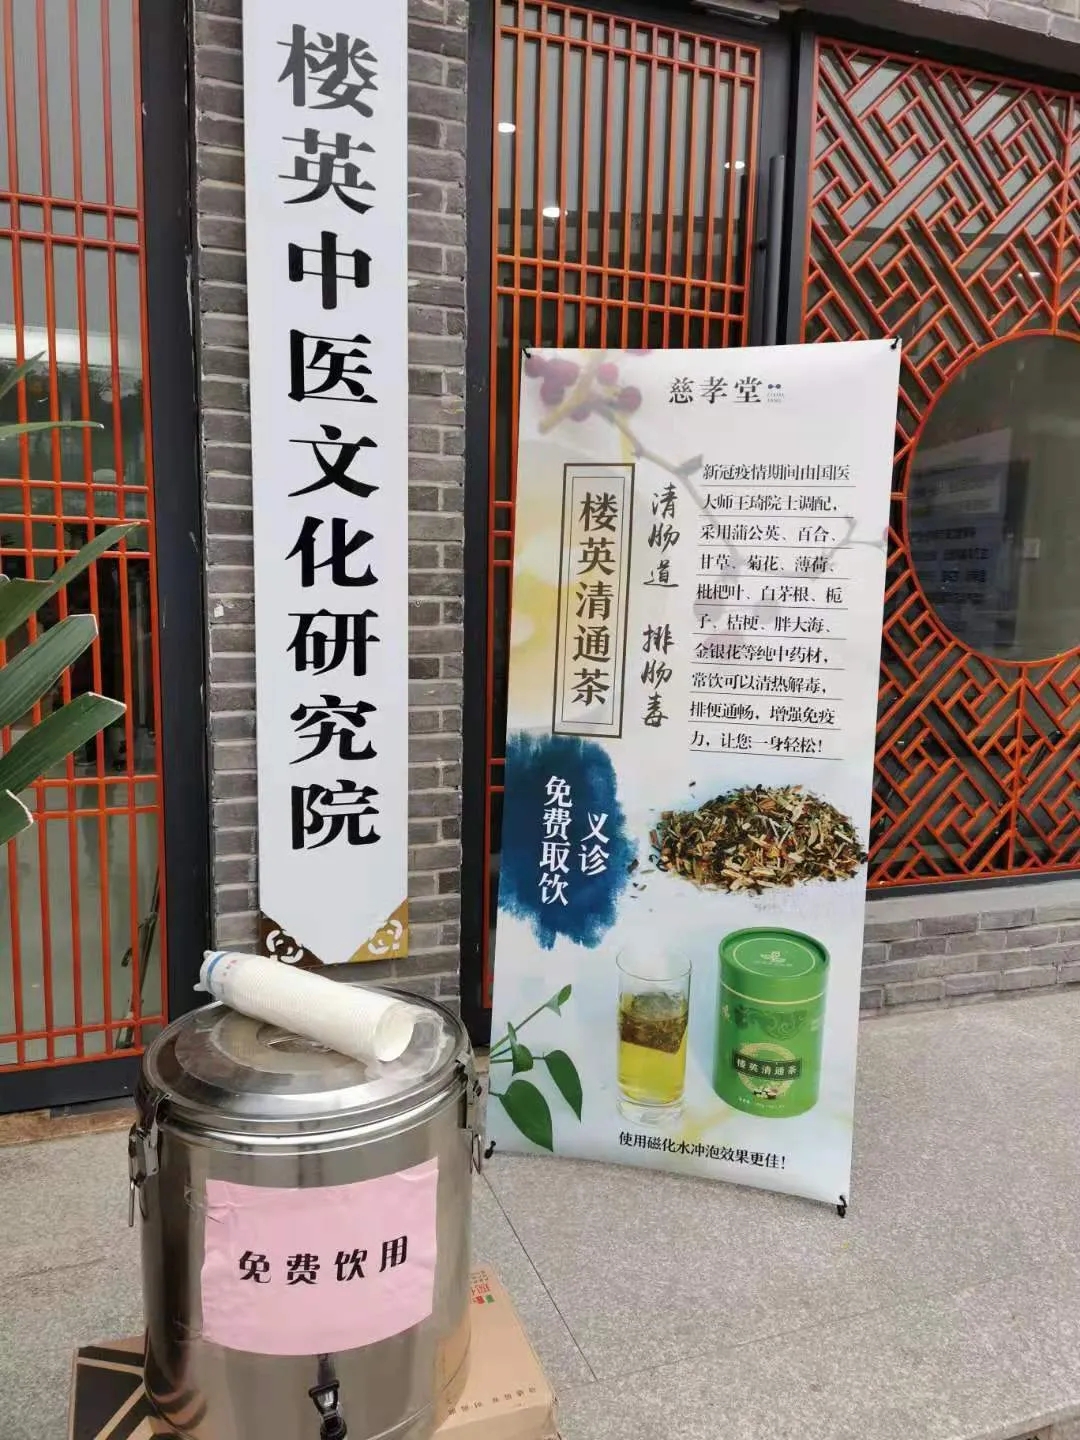 楼英中医文化研究院
慈孝堂
楼英清通茶
清肠道 排肠毒
新冠疫情期间由国医
大师王琦院士调配，
采用蒲公英、百合、
甘草、菊花、薄荷、
枇杷叶、白茅根、栀
子、桔梗、胖大海、
金银花等纯中药材，
常饮可以清热解毒，
排便通畅，增强免疫
力，让您一身轻松！
义诊
免费取饮
楼英清通茶
使用磁化水冲泡效果更佳！
免费饮用